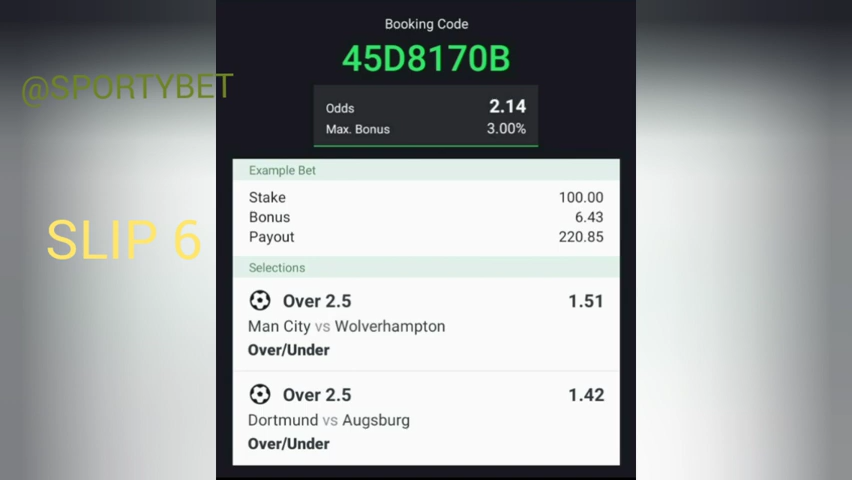 Booking Code
45D8170B
@SPORTYBET
Odds 2.14
Max. Bonus 3.00%
Example Bet
Stake 100.00
Bonus 6.43
Payout 220.85
SLIP 6
Selections
Over 2.5 1.51
Man City vs Wolverhampton
Over/Under
Over 2.5 1.42
Dortmund vs Augsburg
Over/Under